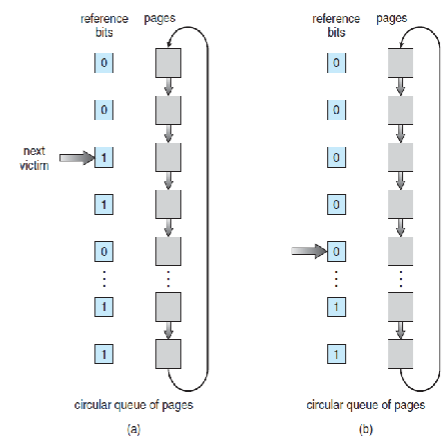 reference pages
bits
0
0
next
victim
1
1
0
1
1
circular queue of pages
(a)
reference pages
bits
0
0
0
0
0
1
1
circular queue of pages
(b)